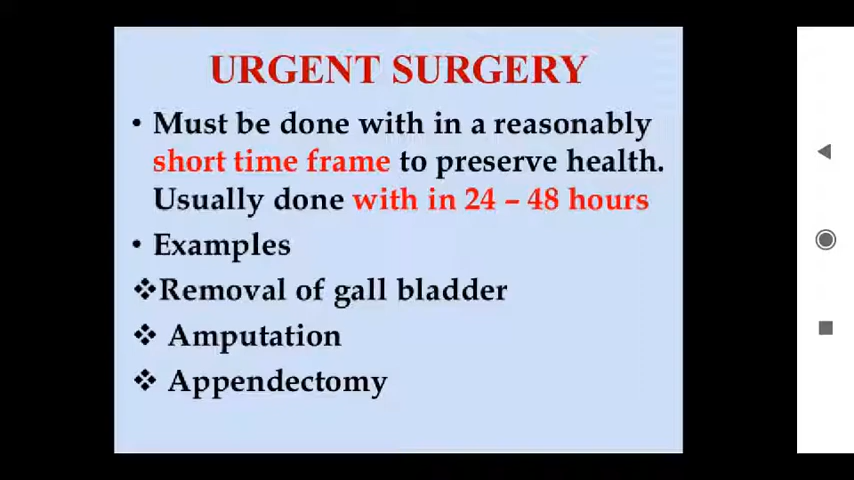 URGENT SURGERY
• Must be done with in a reasonably
short time frame to preserve health.
Usually done with in 24 – 48 hours
• Examples
❖Removal of gall bladder
❖ Amputation
❖ Appendectomy